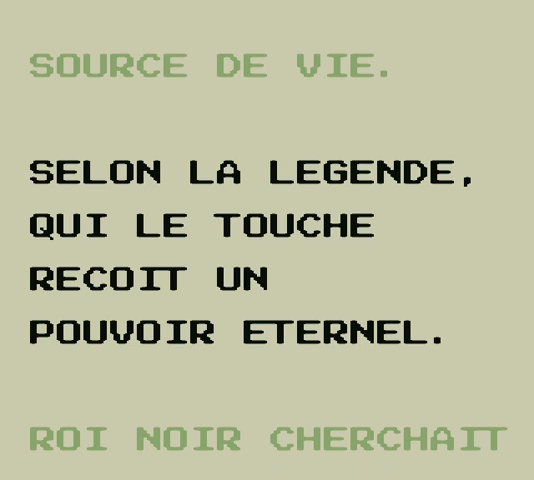 SOURCE DE VIE.
SELON LA LEGENDE,
QUI LE TOUCHE
RECOIT UN
POUVOIR ETERNEL.
ROI NOIR CHERCHAIT